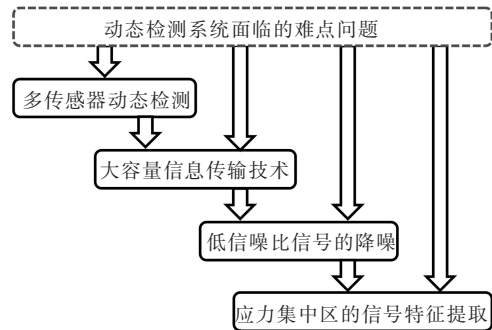 动态检测系统面临的难点问题
多传感器动态检测
大容量信息传输技术
低信噪比信号的降噪
应力集中区的信号特征提取